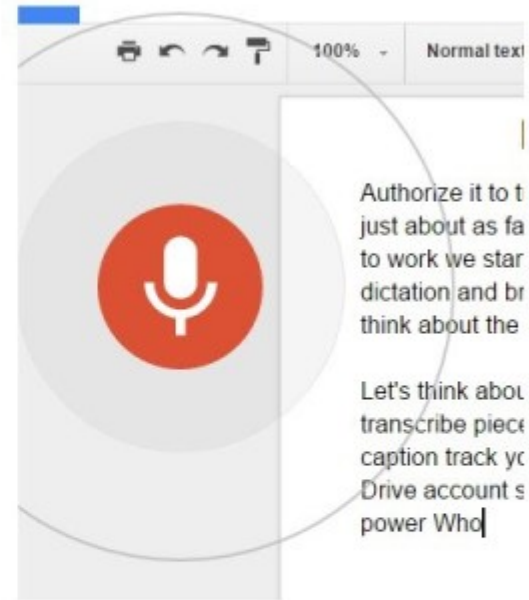 100% Normal text
Authorize it to t
just about as fa
to work we star
dictation and br
think about the
Let's think abou
transcribe piece
caption track yo
Drive account s
power Who